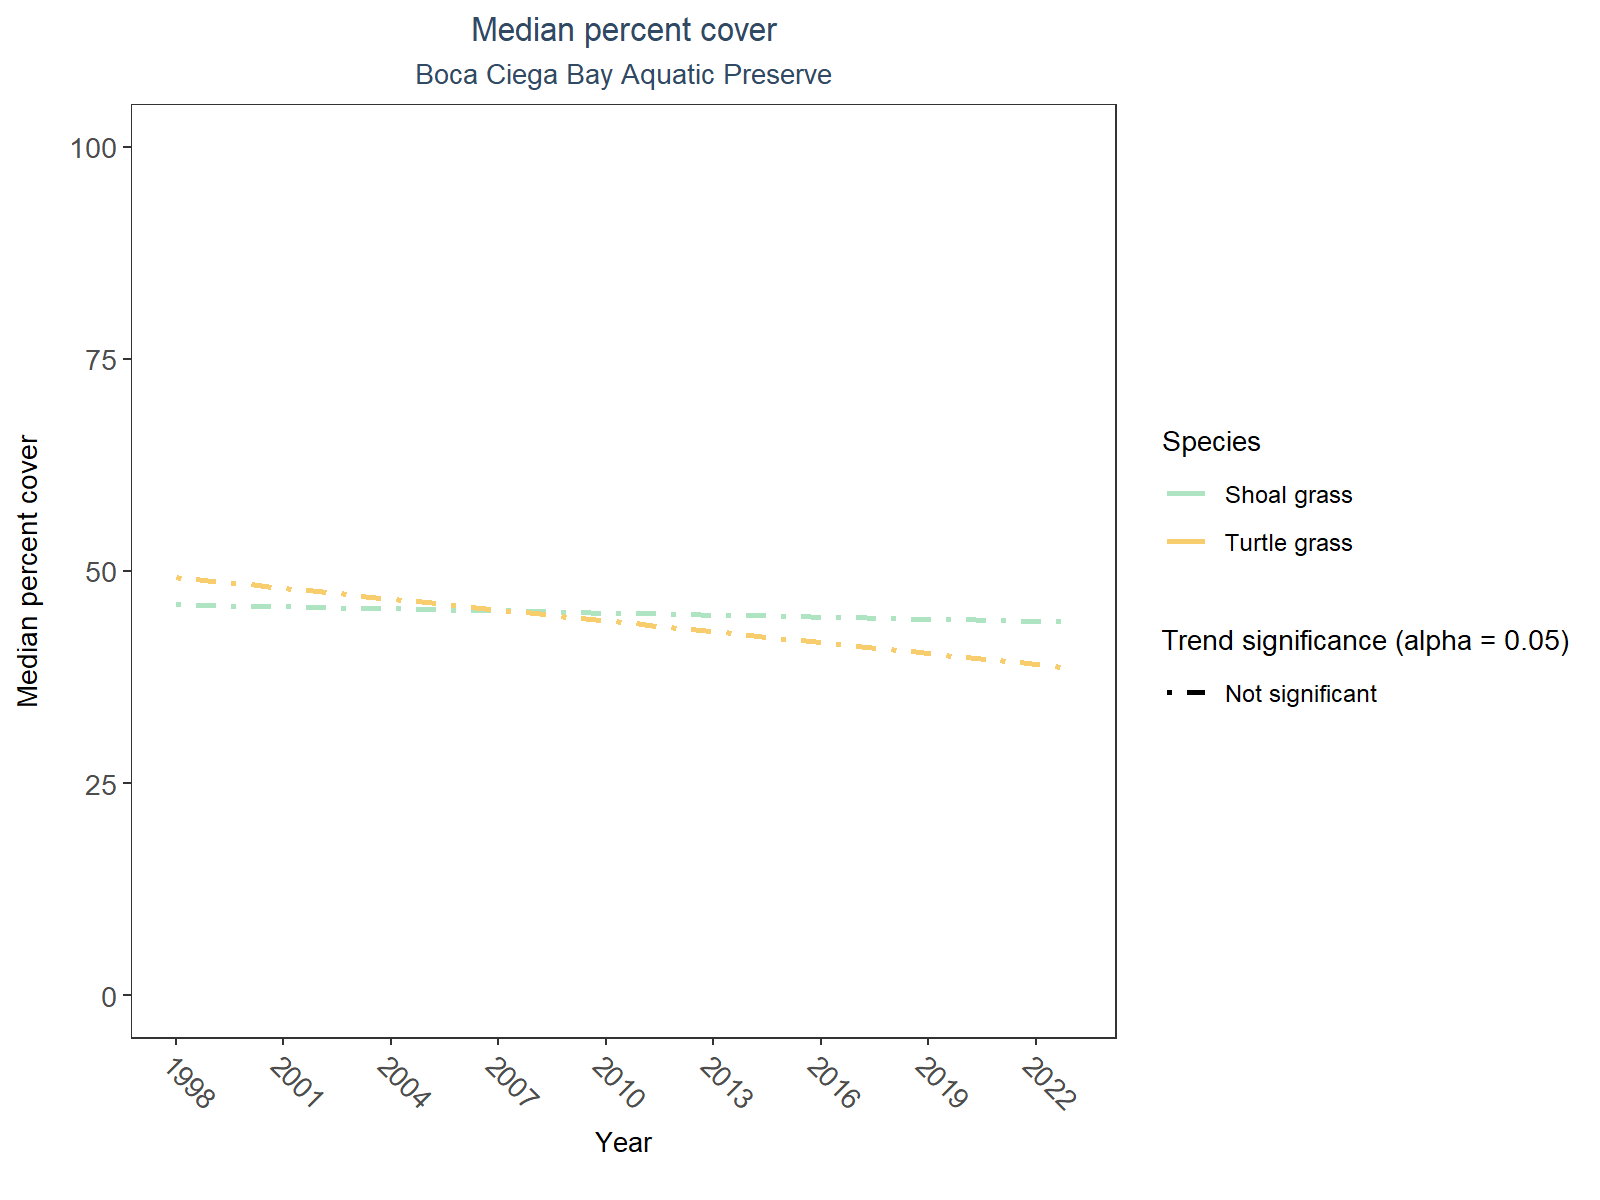 Median percent cover
Boca Ciega Bay Aquatic Preserve
Median percent cover
100
75
50
25
0
1998
2001
2004
2007
2010
2013
2016
2019
2022
Year
Species
Shoal grass
Turtle grass
Trend significance (alpha = 0.05)
Not significant